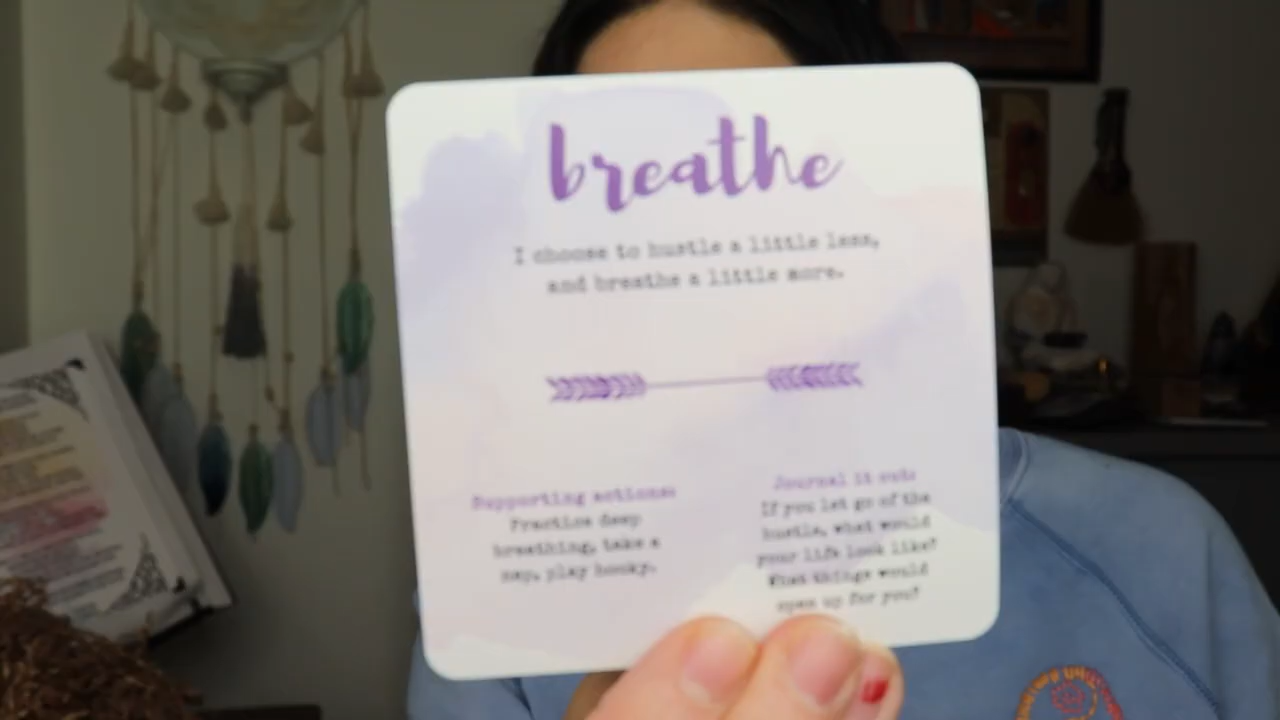 breathe
I choose to hustle a little less,
and breathe a little more.
Supporting actions:
Practice deep
breathing, take a
nap, play hooky.
Journal it out:
If you let go of the
hustle, what would
your life look like?
What things would
open up for you?